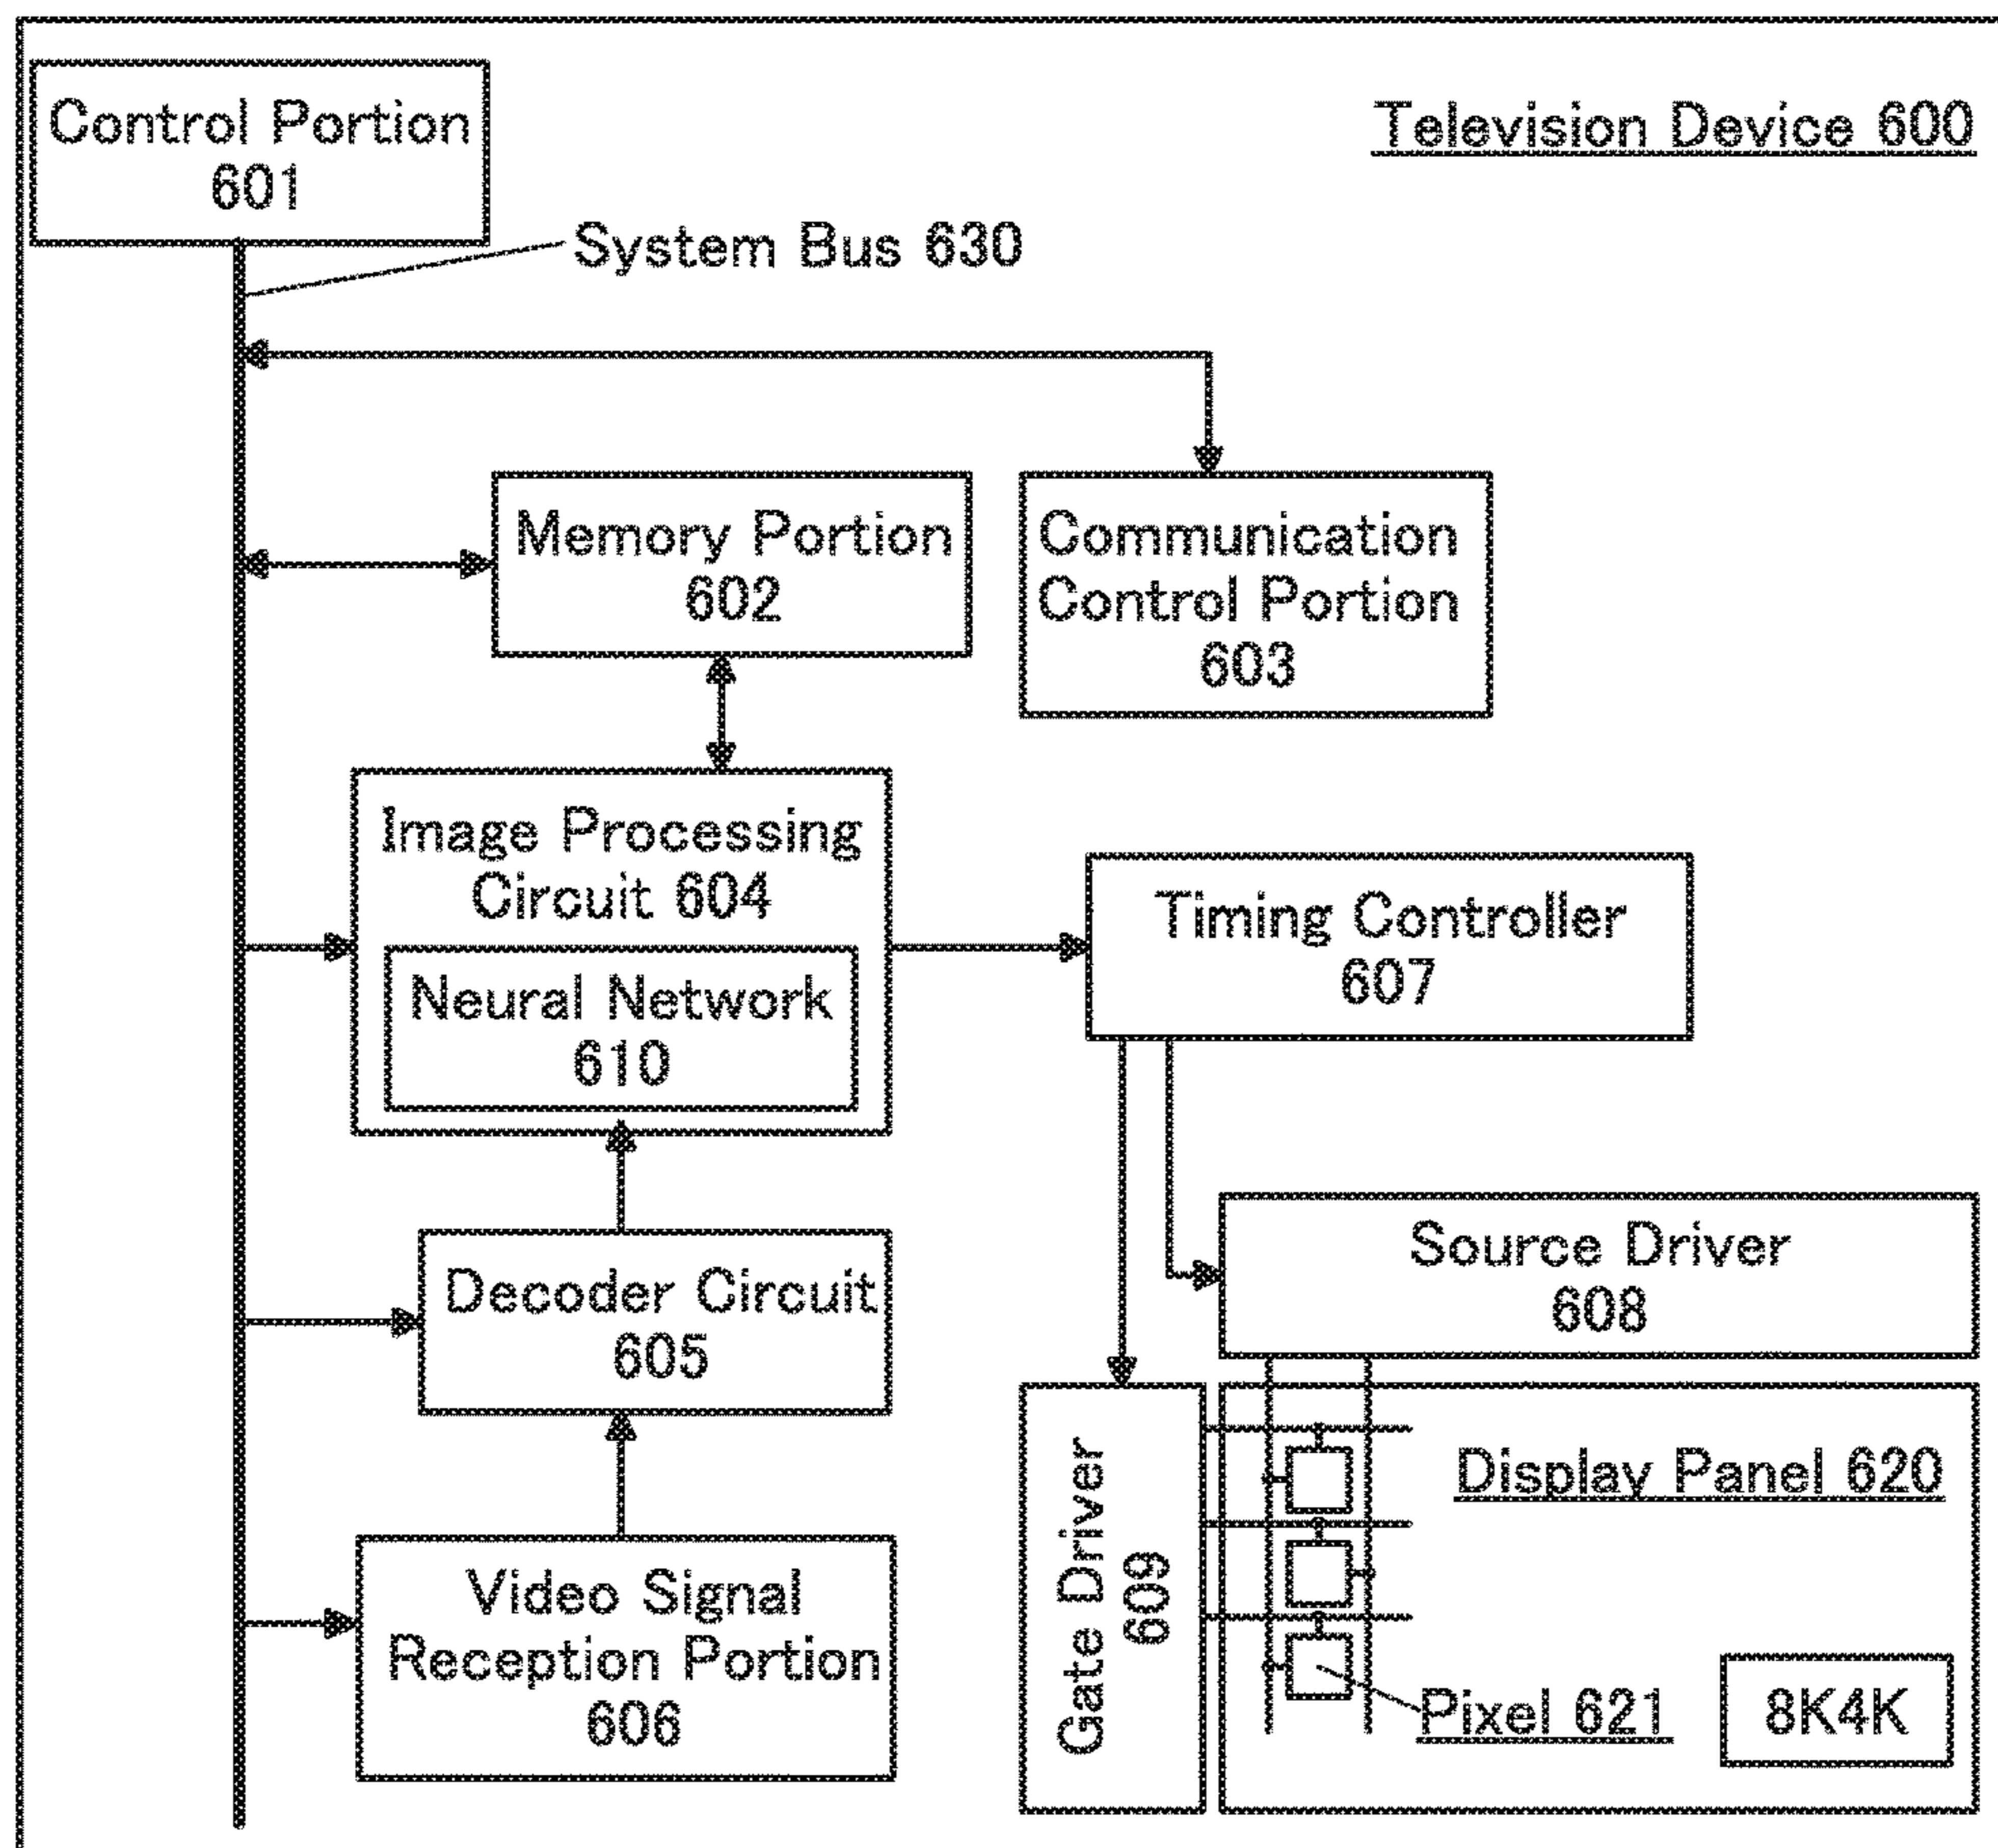 Control Portion
601
Television Device 600
System Bus 630
Memory Portion
602
Communication
Control Portion
603
Image Processing
Circuit 604
Neural Network
610
Timing Controller
607
Decoder Circuit
605
Source Driver
608
Gate Driver
609
Display Panel 620
Video Signal
Reception Portion
606
Pixel 621
8K4K